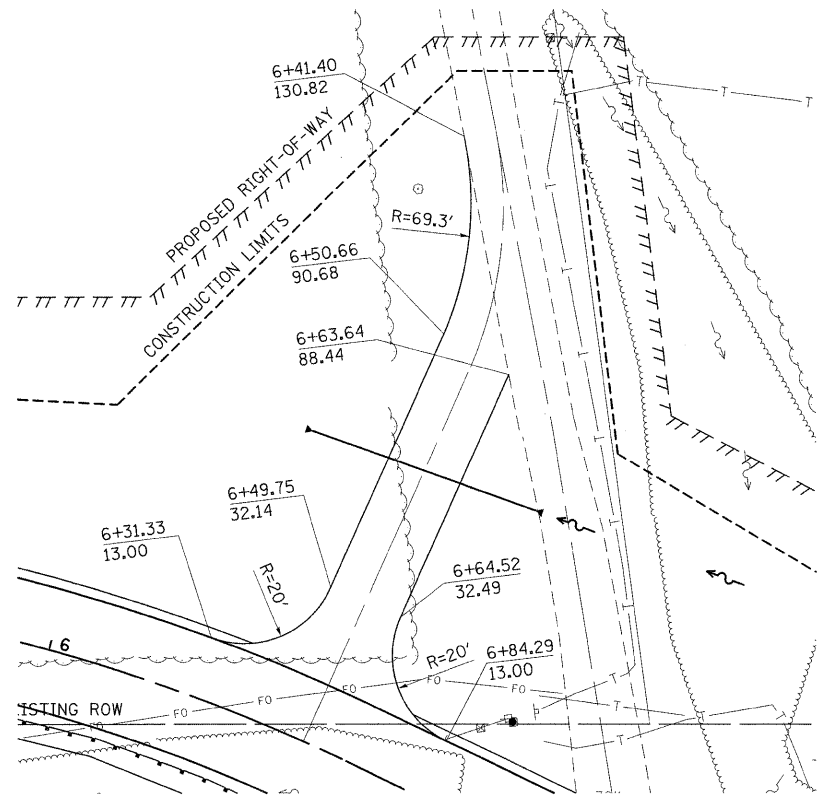 6+41.40
130.82
PROPOSED RIGHT-OF-WAY
R=69.3'
CONSTRUCTION LIMITS
6+50.66
90.68
6+63.64
88.44
6+49.75
32.14
6+31.33
13.00
R=20'
6+64.52
32.49
R=20'
6+84.29
13.00
6
ISTING ROW
FO
FO
FO
FO
FO
FO
T
T
T
T
T
T
T
T
T
T
T
T
T
T